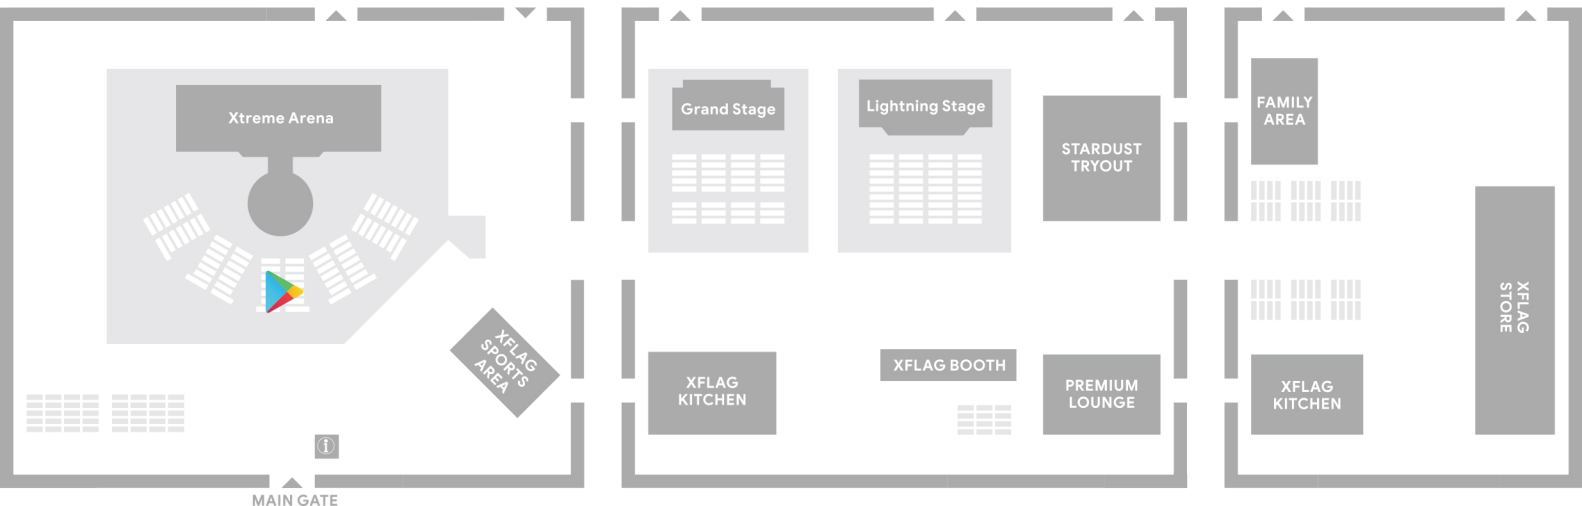 Xtreme Arena
XFLAG
SPORTS
AREA
MAIN GATE
Grand Stage
Lightning Stage
STARDUST
TRYOUT
XFLAG
KITCHEN
XFLAG BOOTH
PREMIUM
LOUNGE
FAMILY
AREA
XFLAG
STORE
XFLAG
KITCHEN